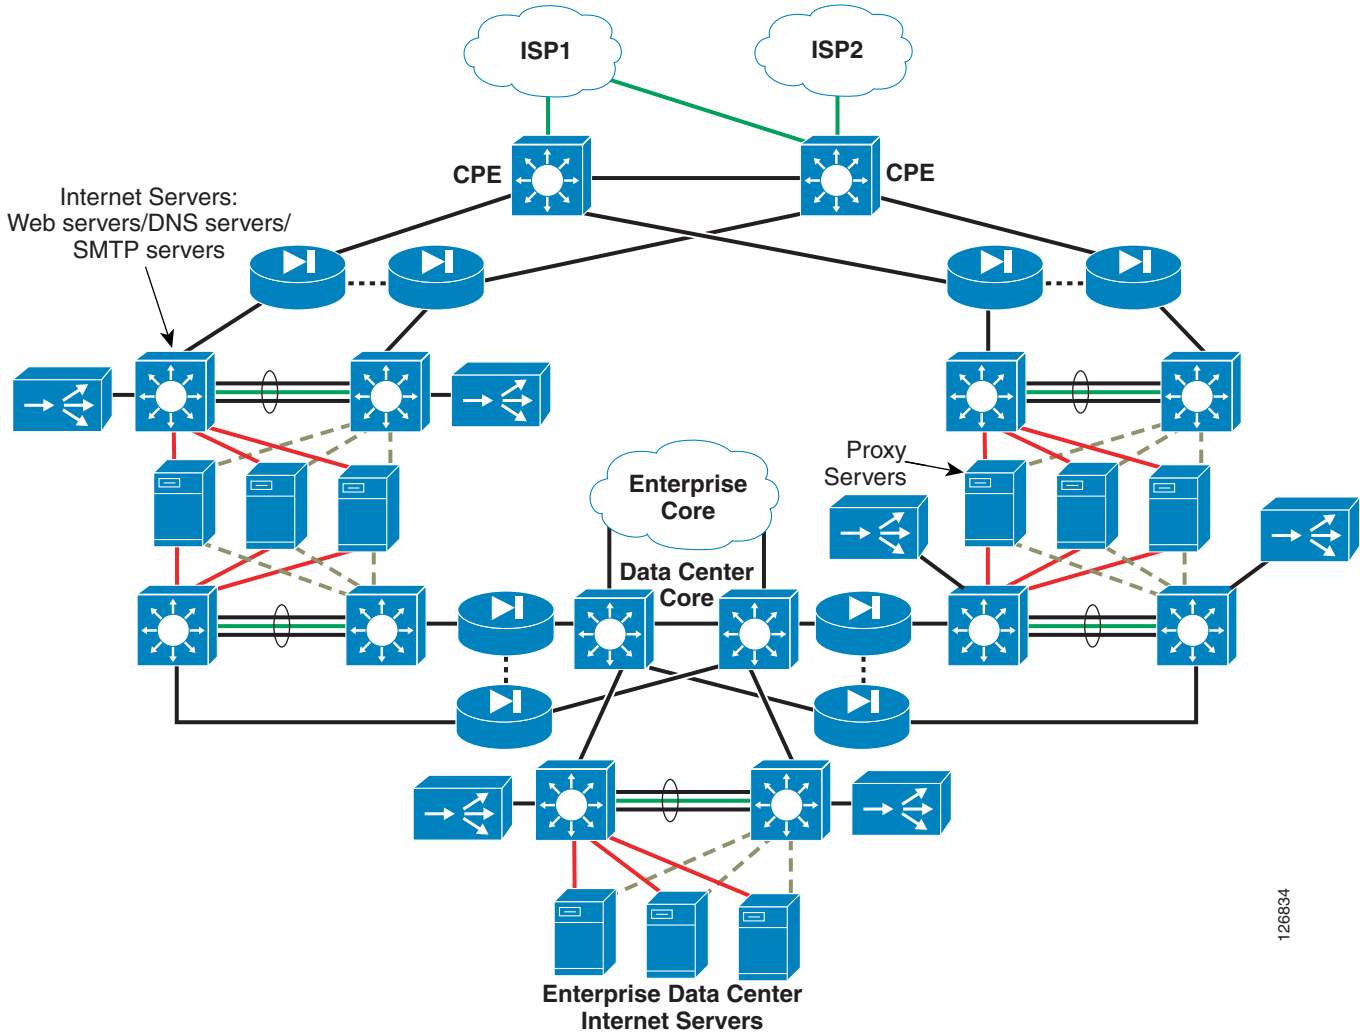 ISP1
ISP2
CPE
CPE
Internet Servers:
Web servers/DNS servers/
SMTP servers
Proxy
Servers
Enterprise
Core
Data Center
Core
Enterprise Data Center
Internet Servers
126834